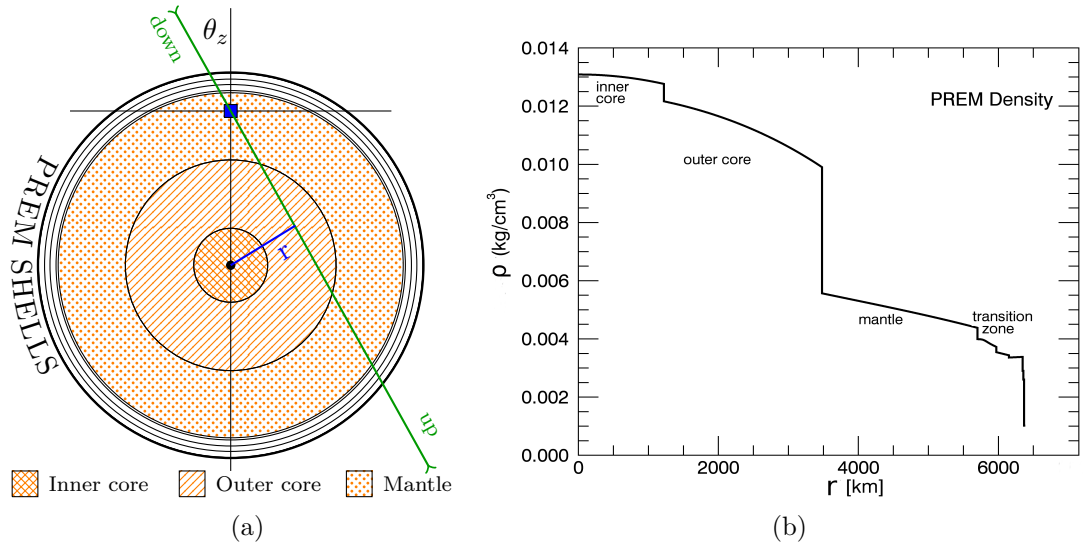 down
θz
PREM SHELLS
r
up
Inner core
Outer core
Mantle
(a)
0.014
0.012
0.010
0.008
0.006
0.004
0.002
0.000
ρ (kg/cm³)
inner
core
PREM Density
outer core
mantle
transition
zone
0
2000
4000
6000
r [km]
(b)